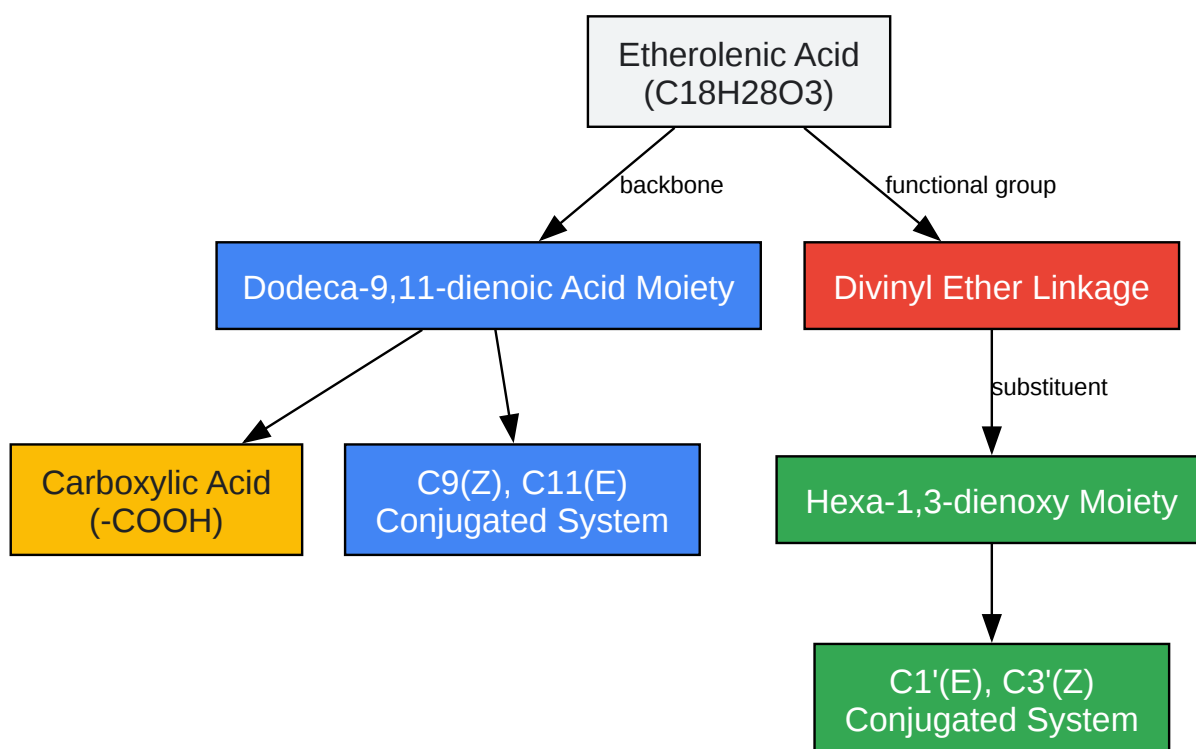 Etherolenic Acid
(C18H28O3)
backbone
functional group
Dodeca-9,11-dienoic Acid Moiety
Divinyl Ether Linkage
substituent
Carboxylic Acid
(-COOH)
C9(Z), C11(E)
Conjugated System
Hexa-1,3-dienoxy Moiety
C1'(E), C3'(Z)
Conjugated System